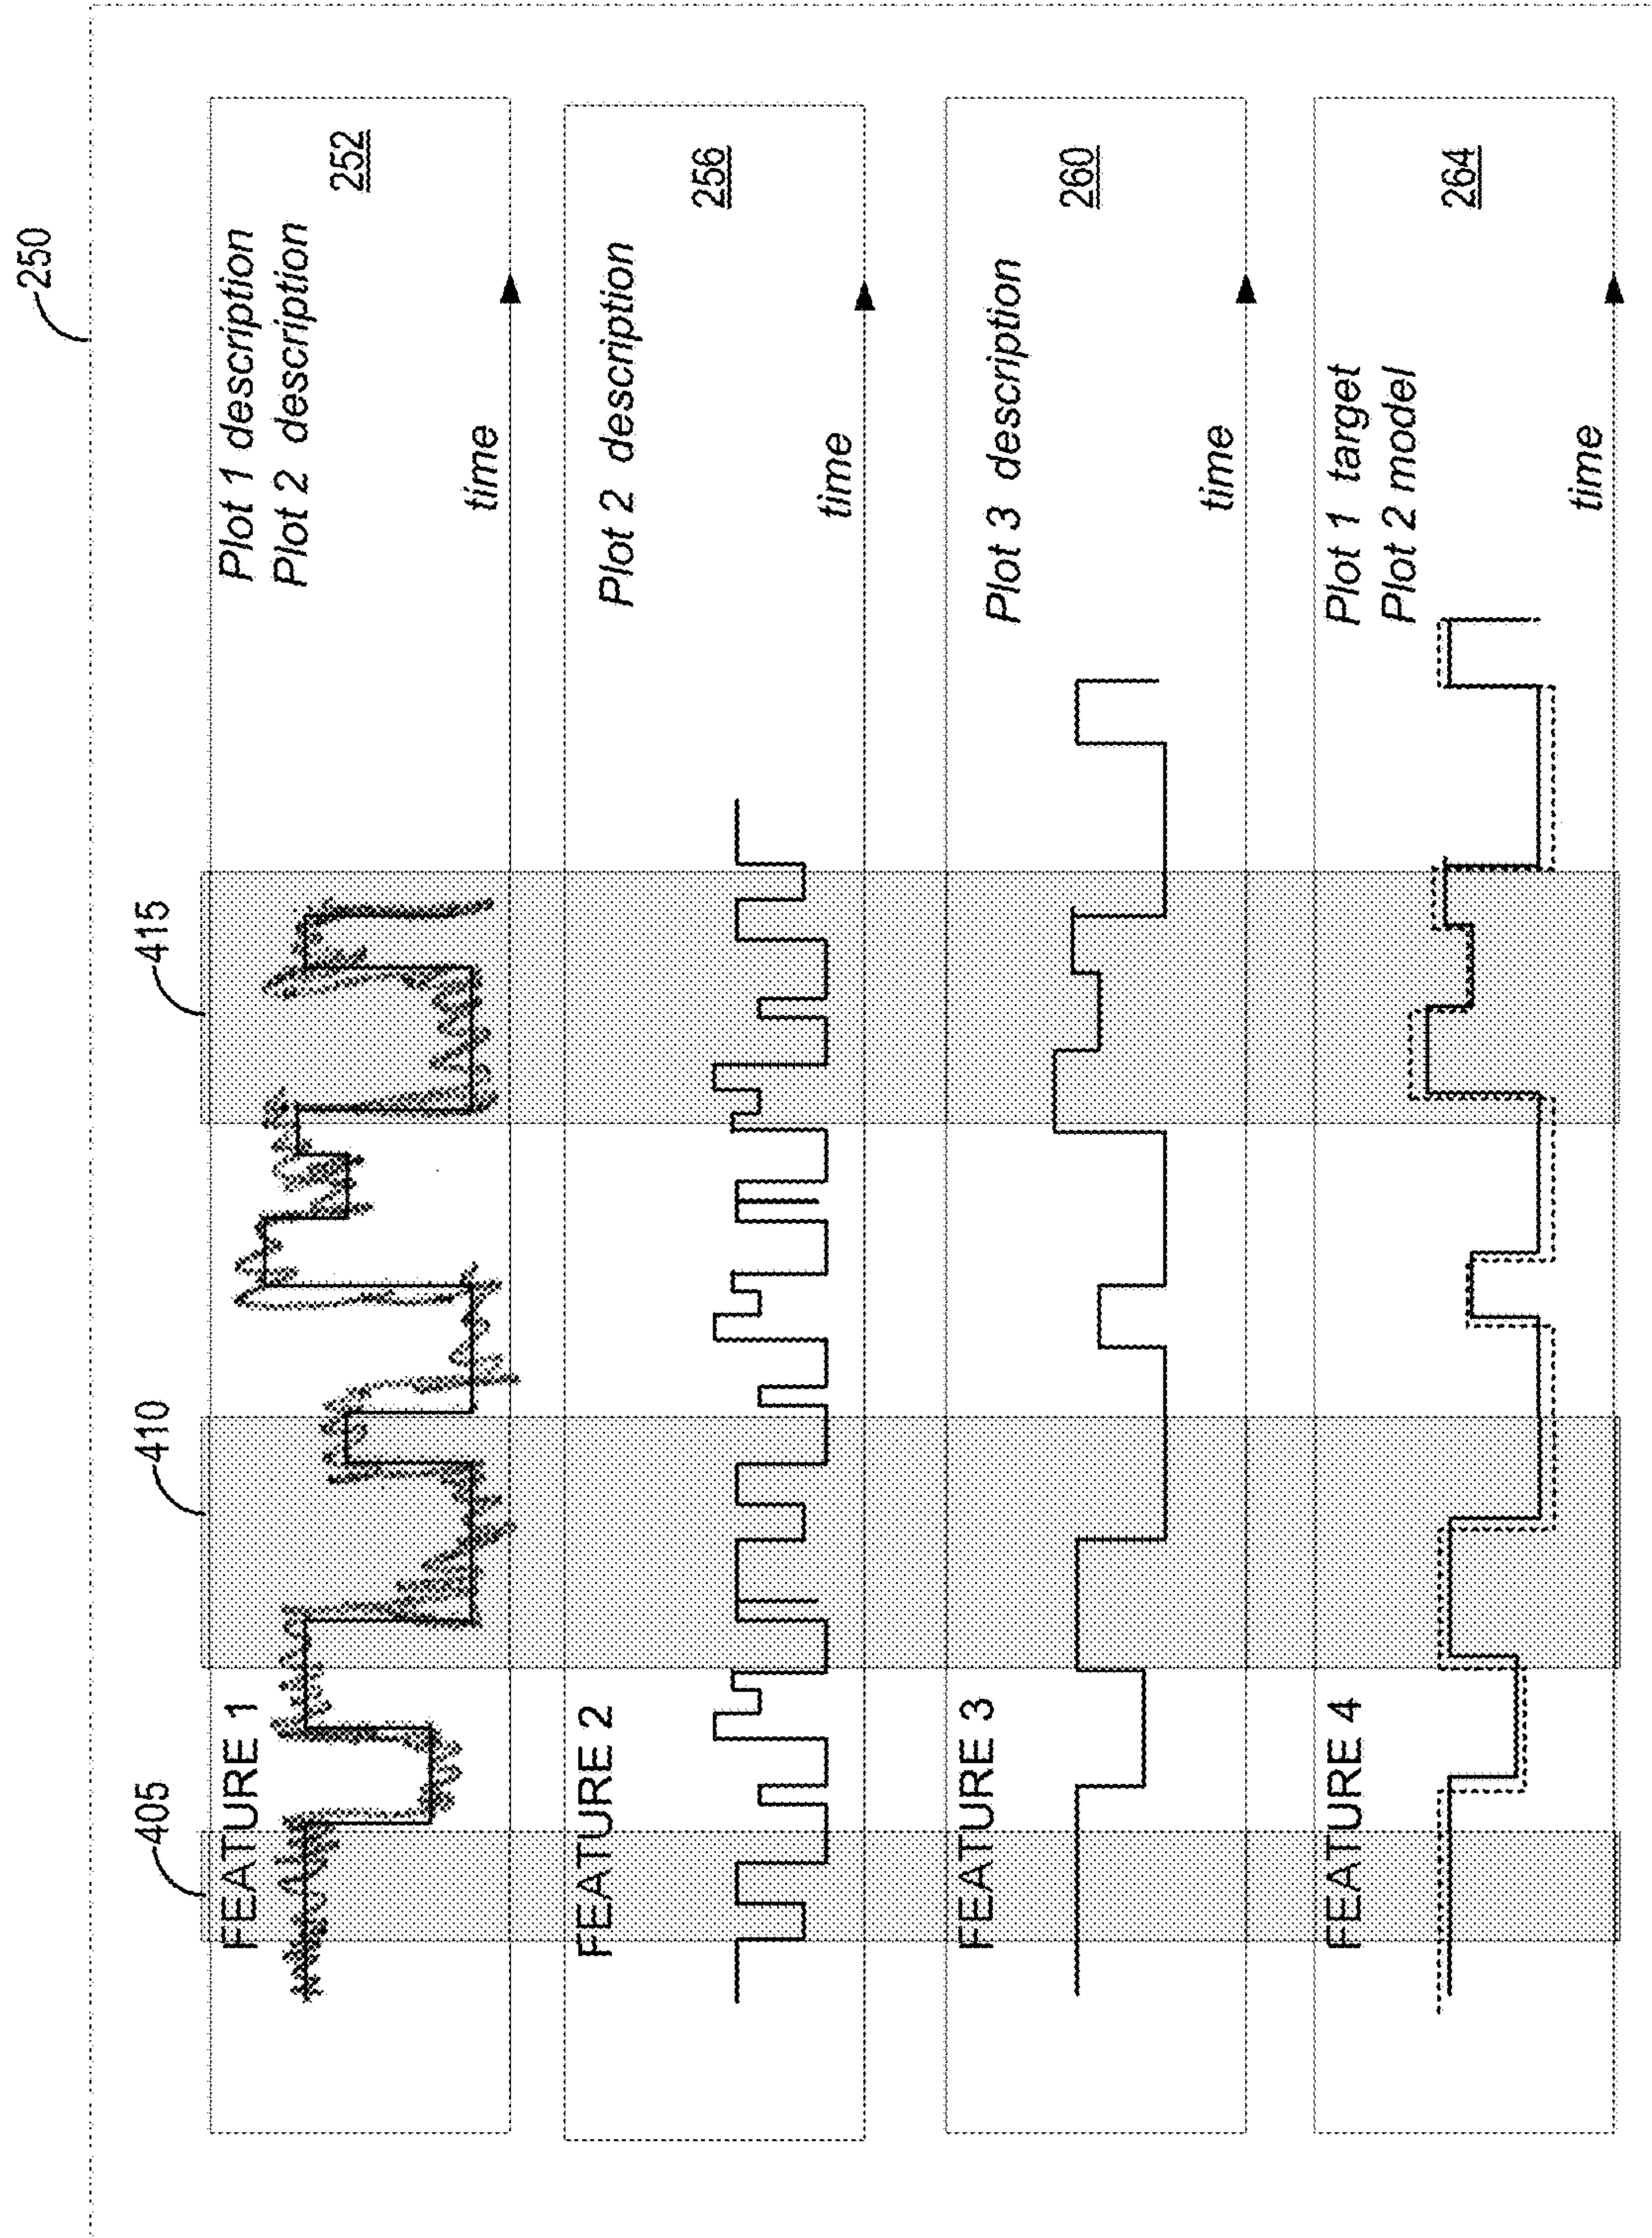 250
405
410
415
FEATURE 1
Plot 1 description
Plot 2 description
252
time
FEATURE 2
Plot 2 description
256
time
FEATURE 3
Plot 3 description
260
time
FEATURE 4
Plot 1 target
Plot 2 model
264
time